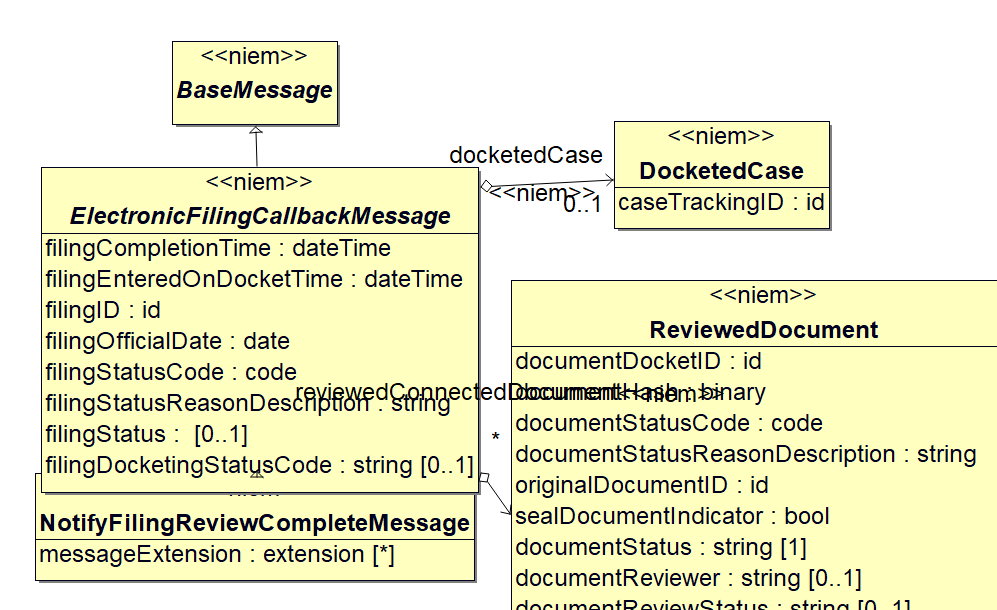 <<niem>>
BaseMessage
<<niem>>
DocketedCase
caseTrackingID : id
docketedCase
<<niem>>
0..1
<<niem>>
ElectronicFilingCallbackMessage
filingCompletionTime : dateTime
filingEnteredOnDocketTime : dateTime
filingID : id
filingOfficialDate : date
filingStatusCode : code
filingStatusReasonDescription : string
filingStatus : [0..1]
filingDocketingStatusCode : string [0..1]
<<niem>>
ReviewedDocument
documentDocketID : id
documentHash : binary
documentStatusCode : code
documentStatusReasonDescription : string
originalDocumentID : id
sealDocumentIndicator : bool
documentStatus : string [1]
documentReviewer : string [0..1]
documentReviewStatus : string [0..1]
reviewedConnectedDocument
<<niem>>
*
NotifyFilingReviewCompleteMessage
messageExtension : extension [*]